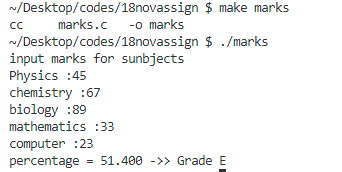 ~/Desktop/codes/18novassign $ make marks
cc     marks.c   -o marks
~/Desktop/codes/18novassign $ ./marks
input marks for sunbjects
Physics :45
chemistry :67
biology :89
mathematics :33
computer :23
percentage = 51.400 ->> Grade E